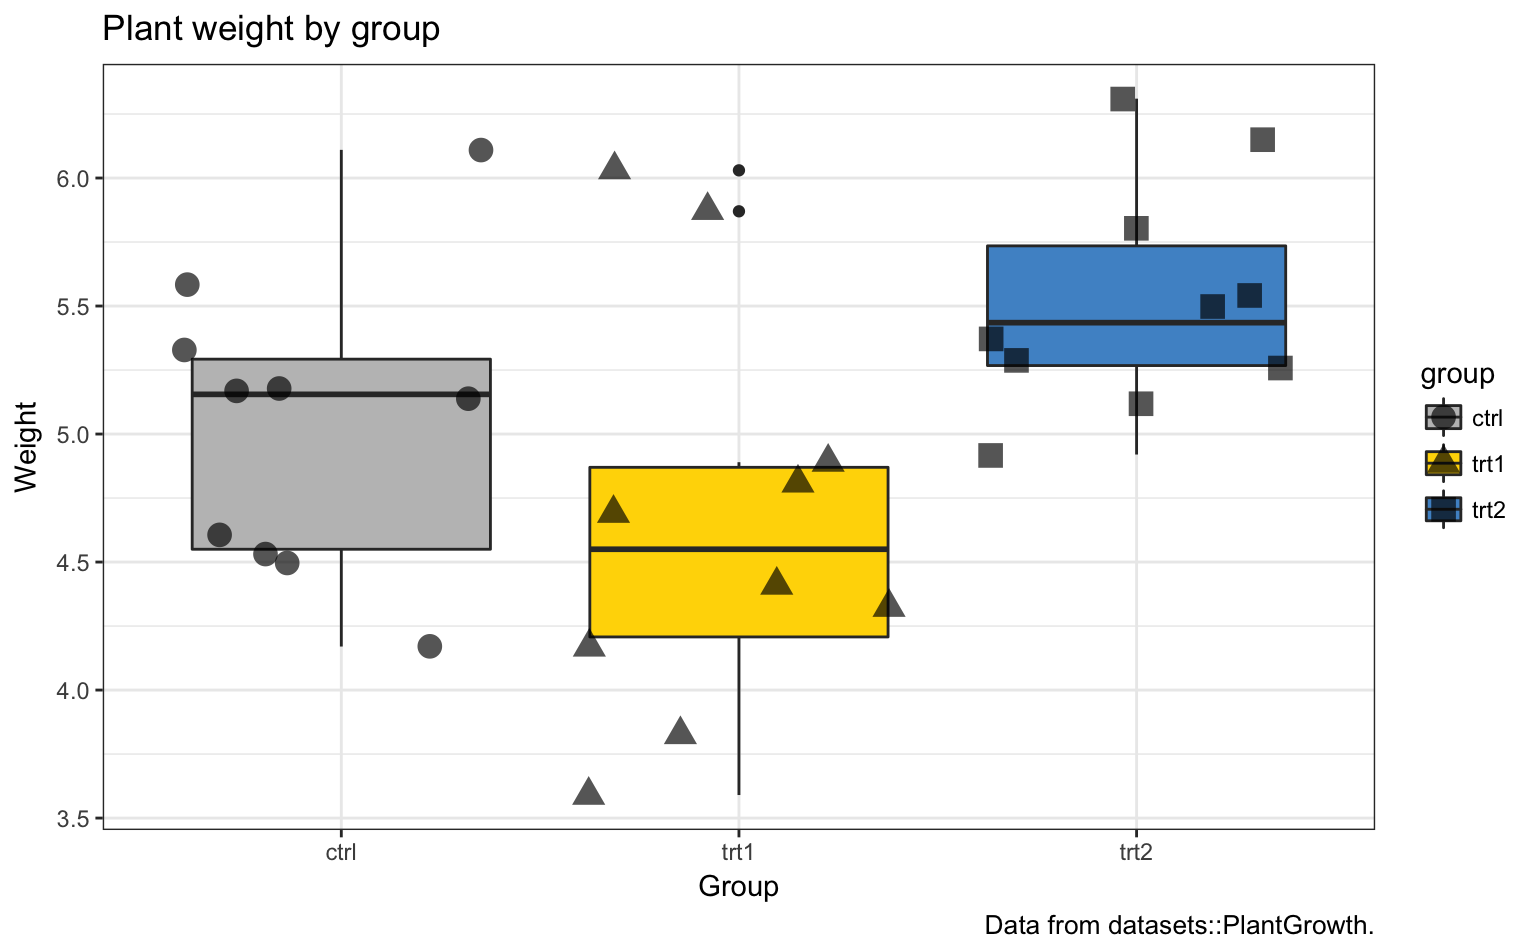 Plant weight by group
Weight
6.0
5.5
5.0
4.5
4.0
3.5
ctrl
trt1
trt2
Group
group
ctrl
trt1
trt2
Data from datasets::PlantGrowth.